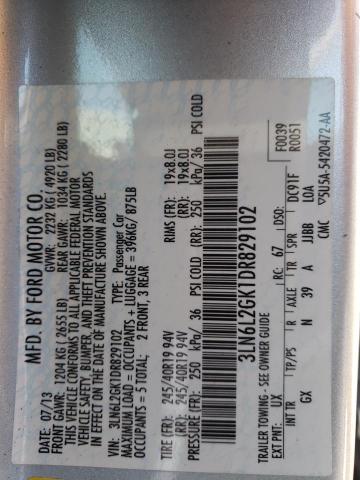 MFD. BY FORD MOTOR CO.
DATE: 07/13 GVWR: 2232 KG / 4920 LB)
FRONT GAWR: 1204 KG ( 2655 LB) REAR GAWR: 1034 KG ( 2280 LB)
THIS VEHICLE CONFORMS TO ALL APPLICABLE FEDERAL MOTOR
VEHICLE SAFETY, BUMPER, AND THEFT PREVENTION STANDARDS
IN EFFECT ON THE DATE OF MANUFACTURE SHOWN ABOVE.
VIN: 3LN6L2GK1DR829102 TYPE: Passenger Car
MAXIMUM LOAD = OCCUPANTS + LUGGAGE = 396KG/ 875LB
OCCUPANTS = 5 TOTAL: 2 FRONT, 3 REAR
TIRE (FR): 245/40R19 94V RIMS (FR): 19x8.0J
(RR): 245/40R19 94V (RR): 19x8.0J
PRESSURE (FR): 250 kPa/ 36 PSI COLD (RR): 250 kPa/ 36 PSI COLD
3LN6L2GK1DR829102
F0039
R0051
TRAILER TOWING- SEE OWNER GUIDE
EXT PNT: UX RC: 67 DSO:
INT TR TP/PS R AXLE TR SPR DC91F
GX N 39 A JJBB LOA
CMC 5U5A-5420472-AA